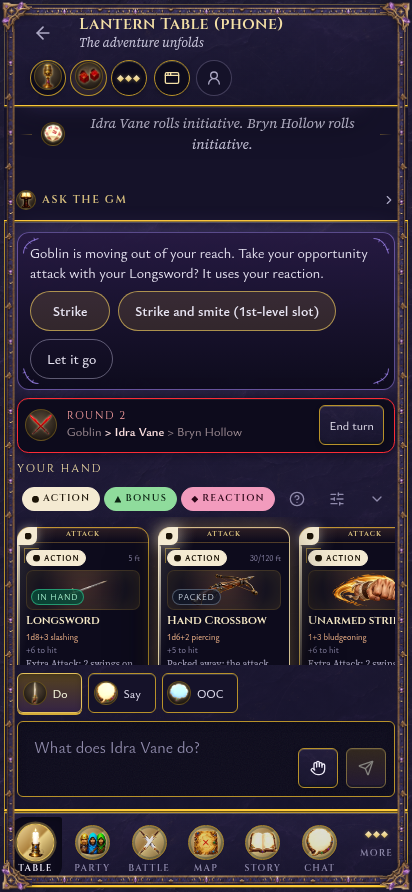 LANTERN TABLE (PHONE)
The adventure unfolds
Idra Vane rolls initiative. Bryn Hollow rolls
initiative.
ASK THE GM
Goblin is moving out of your reach. Take your opportunity
attack with your Longsword? It uses your reaction.
Strike
Strike and smite (1st-level slot)
Let it go
ROUND 2
Goblin > Idra Vane > Bryn Hollow
End turn
YOUR HAND
ACTION
BONUS
REACTION
ATTACK
ACTION
5 ft
IN HAND
LONGSWORD
1d8+3 slashing
+6 to hit
Extra Attack: 2 swings on
ATTACK
ACTION
30/120 ft
PACKED
HAND CROSSBOW
1d6+2 piercing
+5 to hit
Packed away: the attack
ATTACK
ACTION
UNARMED STRI
1+3 bludgeoning
+6 to hit
Extra Attack: 2 swings
Do
Say
OOC
What does Idra Vane do?
TABLE
PARTY
BATTLE
MAP
STORY
CHAT
MORE